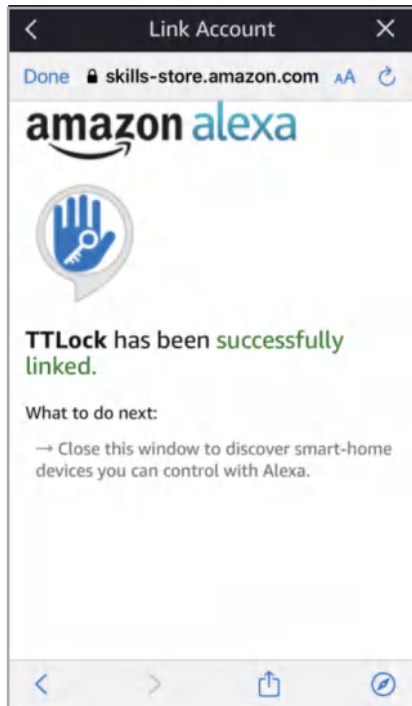 Link Account
Done skills-store.amazon.com AA
amazon alexa
TTLock has been successfully
linked.
What to do next:
→ Close this window to discover smart-home
devices you can control with Alexa.